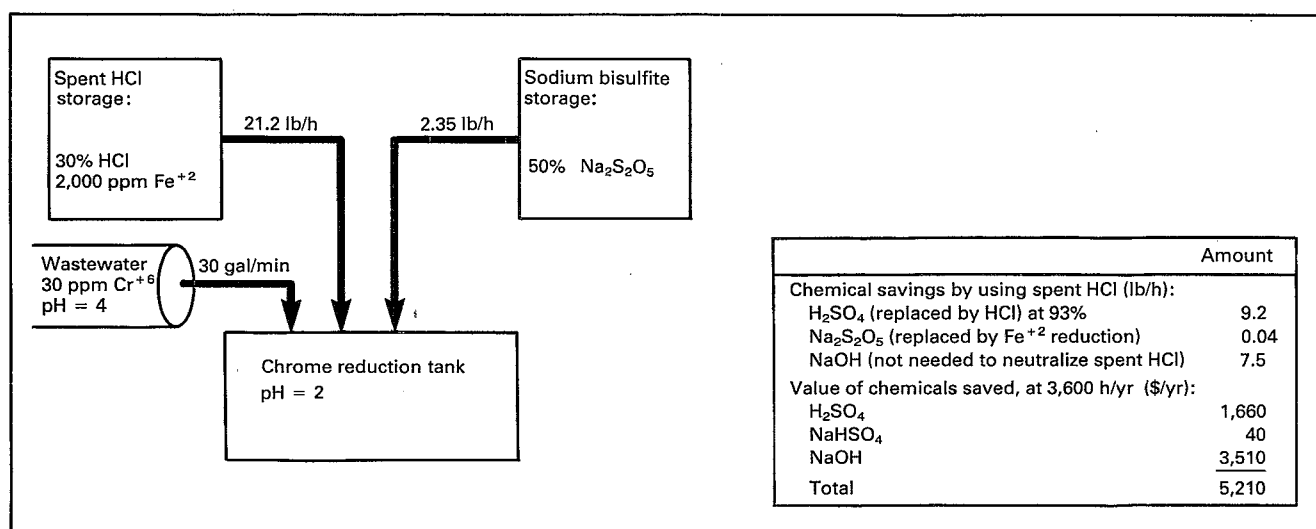 Spent HCl
storage:
30% HCl
2,000 ppm Fe⁺²
21.2 lb/h
2.35 lb/h
Sodium bisulfite
storage:
50% Na₂S₂O₅
Wastewater
30 ppm Cr⁺⁶
pH = 4
30 gal/min
Chrome reduction tank
pH = 2
Amount
Chemical savings by using spent HCl (lb/h):
H₂SO₄ (replaced by HCl) at 93% 9.2
Na₂S₂O₅ (replaced by Fe⁺² reduction) 0.04
NaOH (not needed to neutralize spent HCl) 7.5
Value of chemicals saved, at 3,600 h/yr ($/yr):
H₂SO₄ 1,660
NaHSO₄ 40
NaOH 3,510
Total 5,210